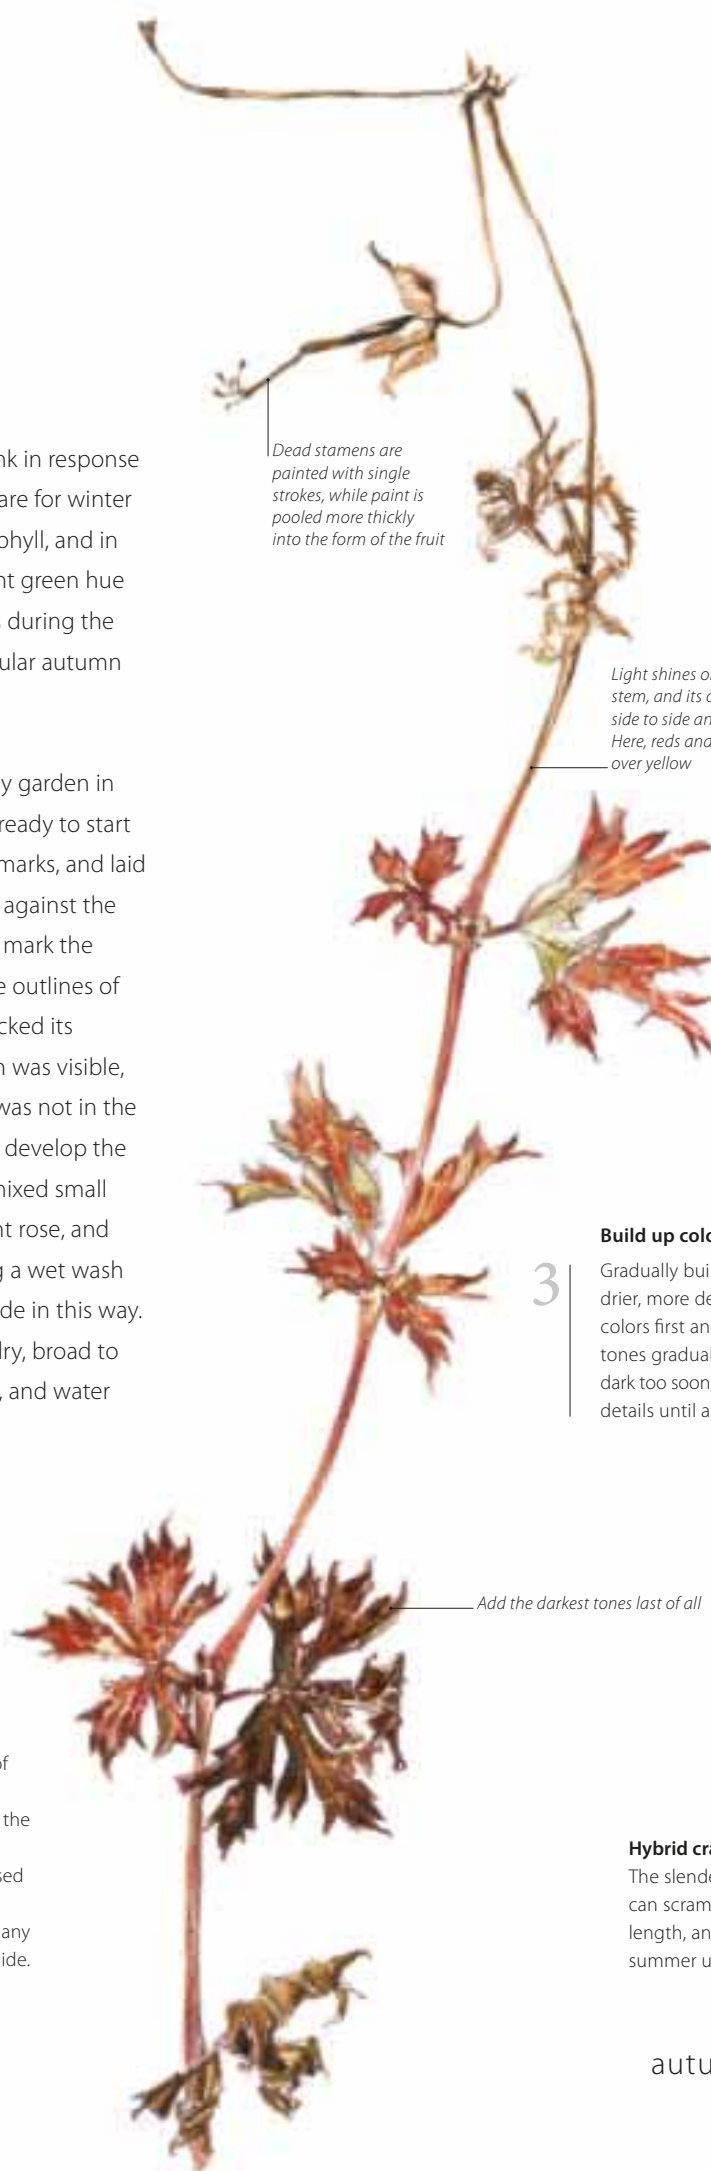 nk in response
are for winter
phyll, and in
nt green hue
s during the
ular autumn
y garden in
ready to start
marks, and laid
against the
mark the
e outlines of
cked its
n was visible,
was not in the
develop the
nixed small
nt rose, and
g a wet wash
de in this way.
dry, broad to
, and water
of
the
sed
any
ide.
Dead stamens are
painted with single
strokes, while paint is
pooled more thickly
into the form of the fruit
Light shines o
stem, and its c
side to side an
Here, reds and
over yellow
3
Build up colo
Gradually bui
drier, more de
colors first an
tones gradual
dark too soon
details until a
Add the darkest tones last of all
Hybrid cra
The slende
can scram
length, an
summer u
autu